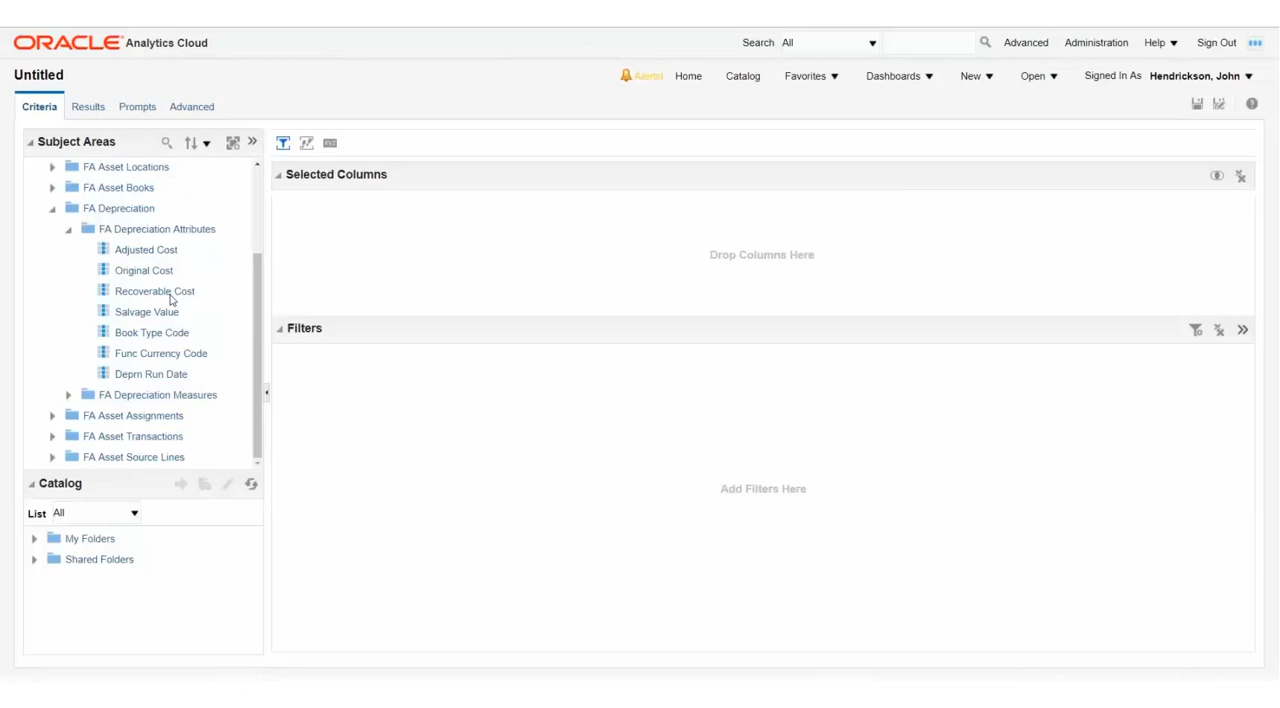 ORACLE Analytics Cloud
Search All Advanced Administration Help Sign Out
Untitled
Alerts! Home Catalog Favorites Dashboards New Open Signed In As Hendrickson, John
Criteria Results Prompts Advanced
Subject Areas
FA Asset Locations
FA Asset Books
FA Depreciation
FA Depreciation Attributes
Adjusted Cost
Original Cost
Recoverable Cost
Salvage Value
Book Type Code
Func Currency Code
Deprn Run Date
FA Depreciation Measures
FA Asset Assignments
FA Asset Transactions
FA Asset Source Lines
Catalog
List All
My Folders
Shared Folders
Selected Columns
Drop Columns Here
Filters
Add Filters Here